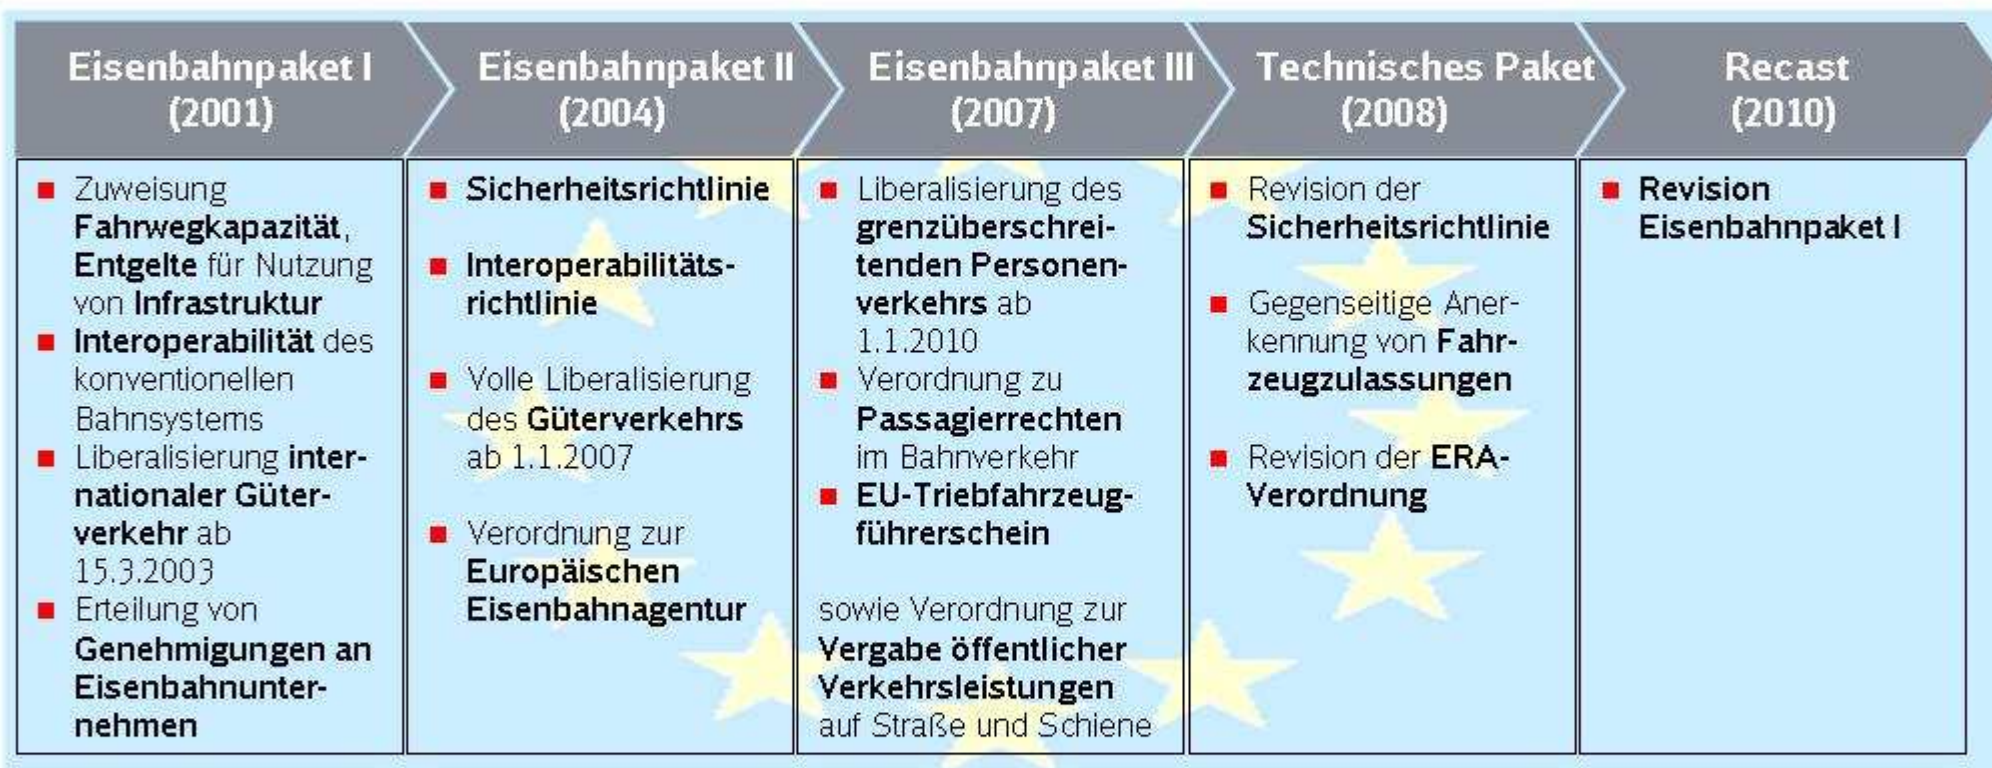 Eisenbahnpaket I
(2001)
Eisenbahnpaket II
(2004)
Eisenbahnpaket III
(2007)
Technisches Paket
(2008)
Recast
(2010)
Zuweisung
Fahrwegkapazität,
Entgelte für Nutzung
von Infrastruktur
Interoperabilität des
konventionellen
Bahnsystems
Liberalisierung inter-
nationaler Güter-
verkehr ab
15.3.2003
Erteilung von
Genehmigungen an
Eisenbahnunter-
nehmen
Sicherheitsrichtlinie
Interoperabilitäts-
richtlinie
Volle Liberalisierung
des Güterverkehrs
ab 1.1.2007
Verordnung zur
Europäischen
Eisenbahnagentur
Liberalisierung des
grenzüberschrei-
tenden Personen-
verkehrs ab
1.1.2010
Verordnung zu
Passagierrechten
im Bahnverkehr
EU-Triebfahrzeug-
führerschein
sowie Verordnung zur
Vergabe öffentlicher
Verkehrsleistungen
auf Straße und Schiene
Revision der
Sicherheitsrichtlinie
Gegenseitige Aner-
kennung von Fahr-
zeugzulassungen
Revision der ERA-
Verordnung
Revision
Eisenbahnpaket I